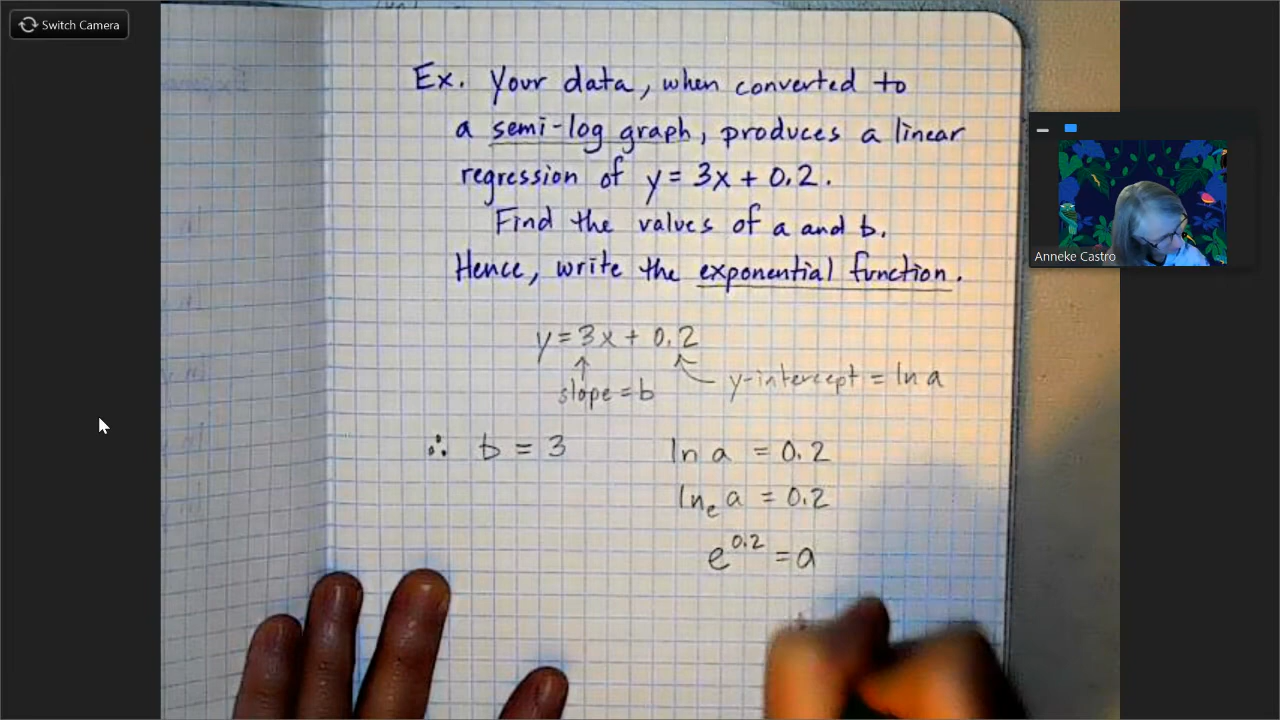 Switch Camera
Ex. Your data, when converted to
a semi-log graph, produces a linear
regression of y = 3x + 0.2.
Find the values of a and b.
Hence, write the exponential function.
Anneke Castro
y = 3x + 0.2
slope = b
y-intercept = ln a
∴ b = 3
ln a = 0.2
lnₑ a = 0.2
e^0.2 = a